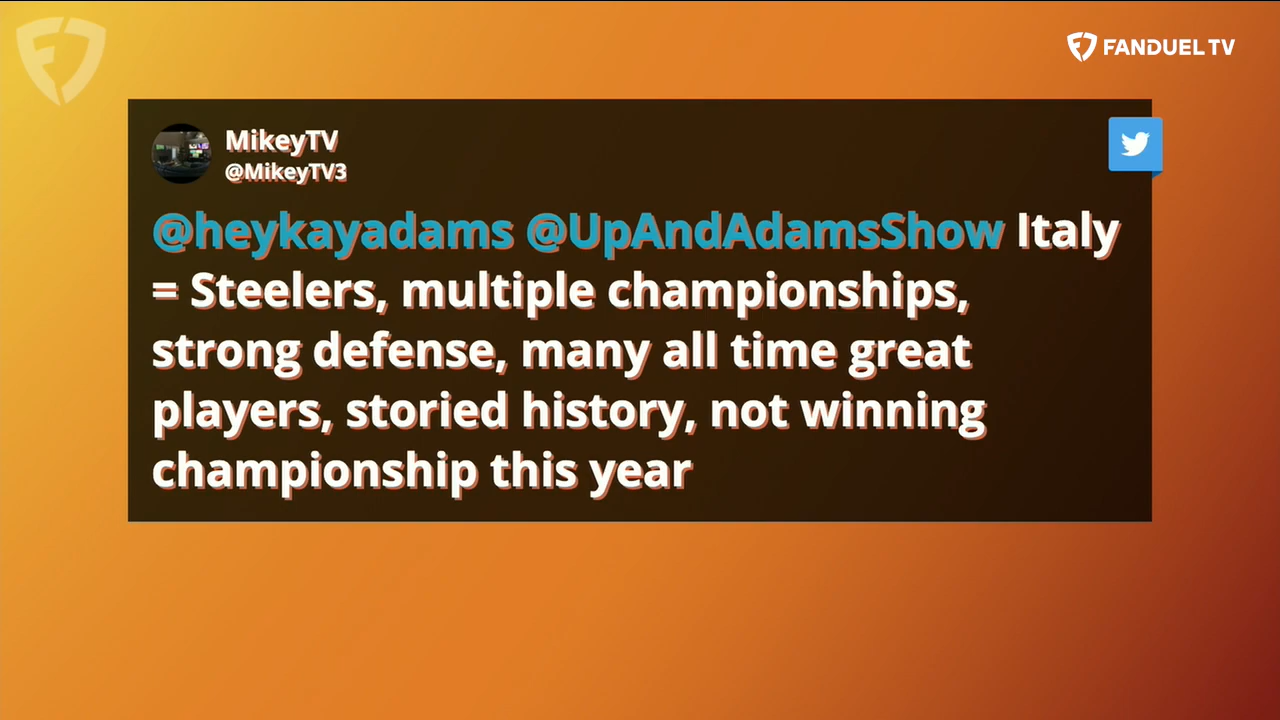 FANDUEL TV
MikeyTV
@MikeyTV3
@heykayadams @UpAndAdamsShow Italy
= Steelers, multiple championships,
strong defense, many all time great
players, storied history, not winning
championship this year